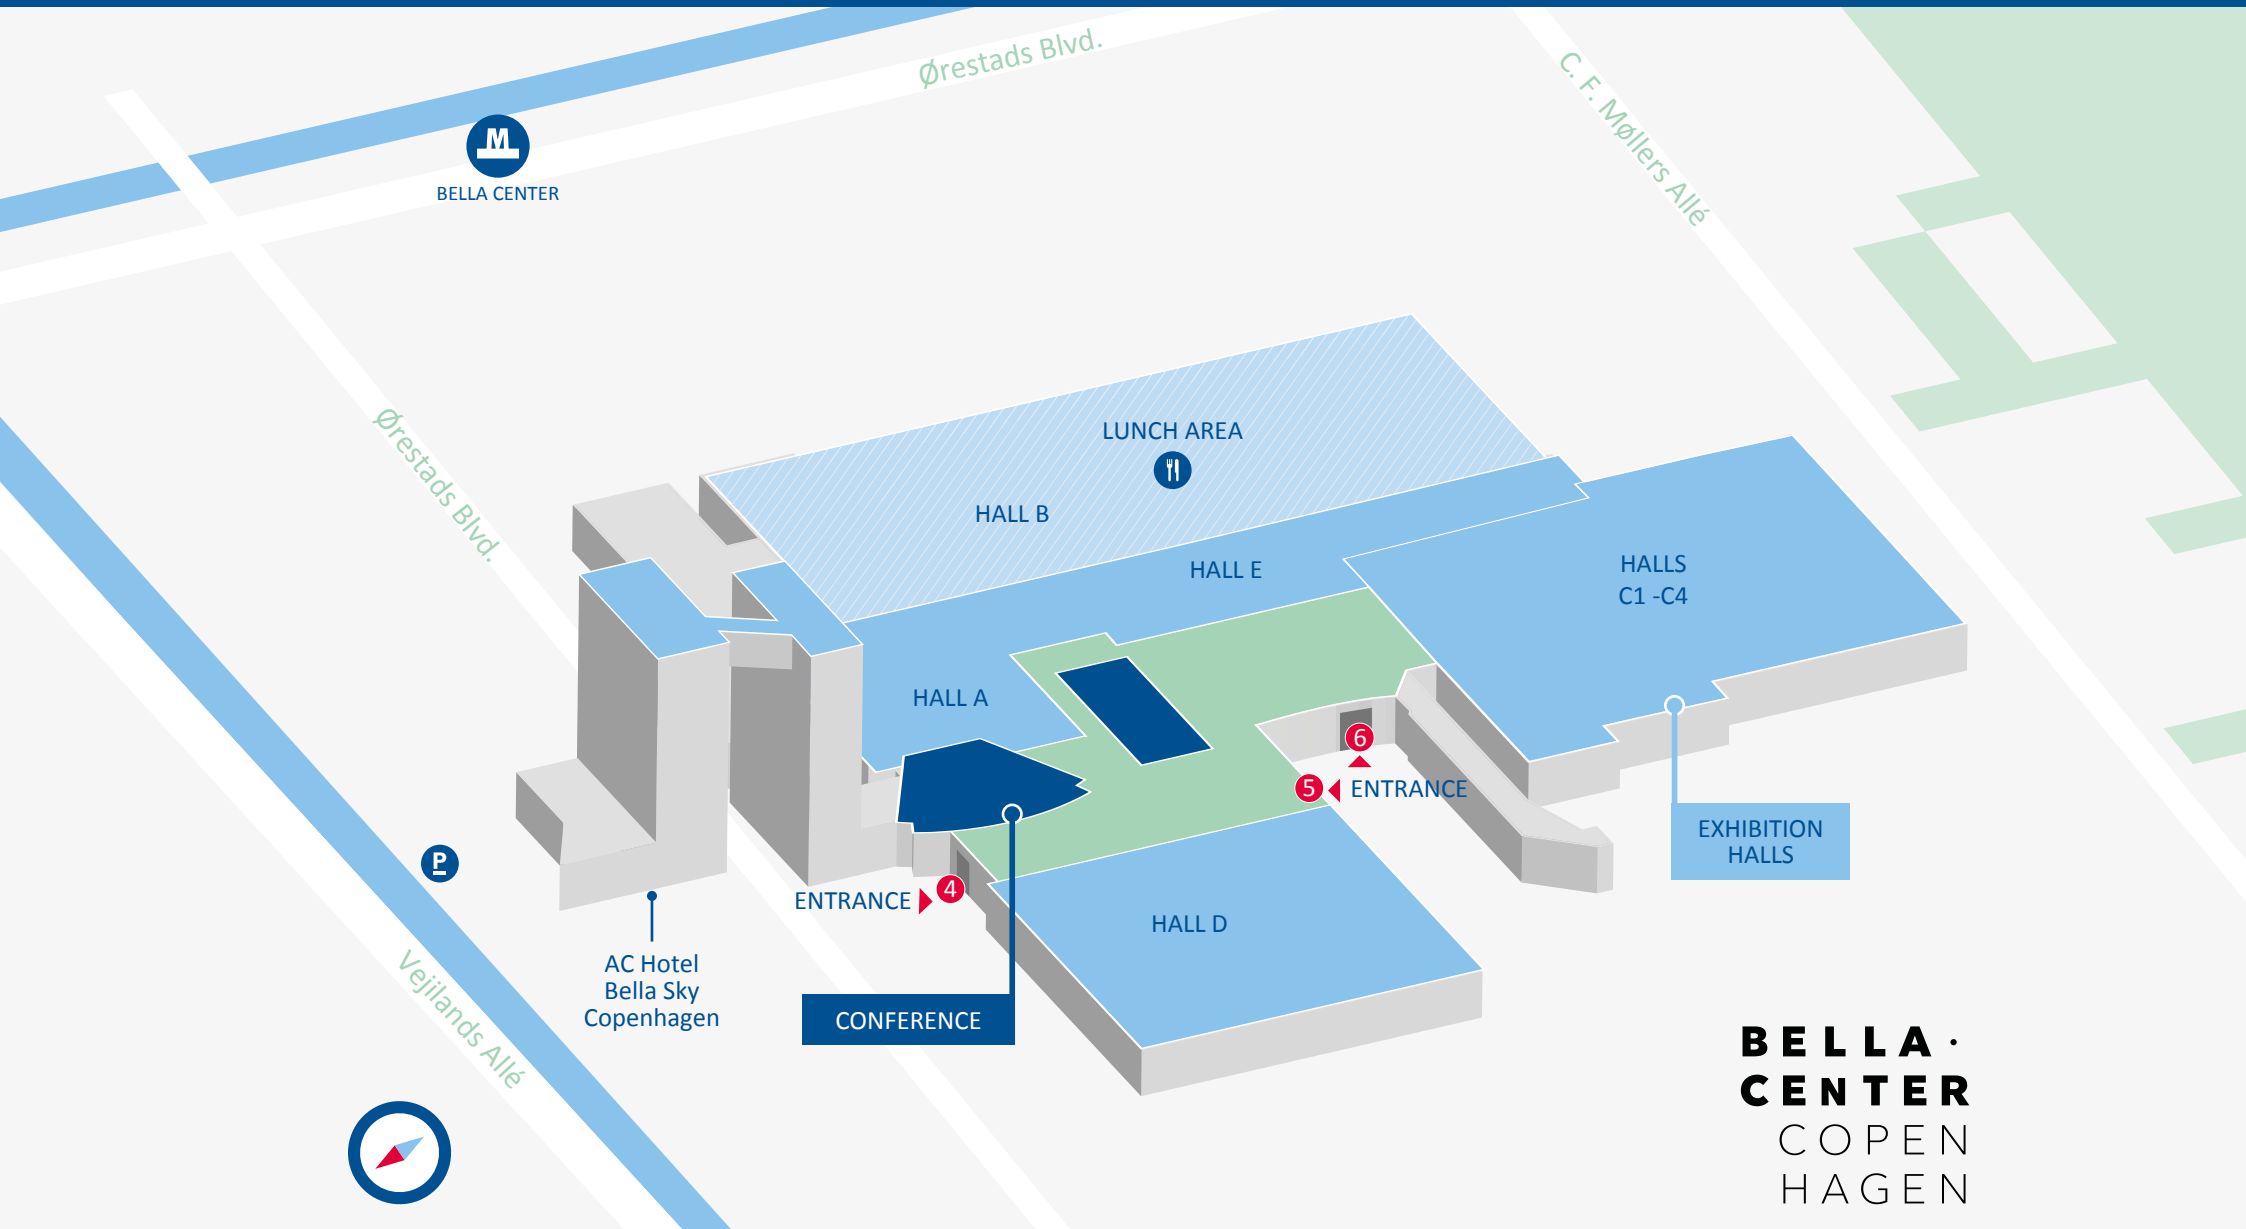 Ørestads Blvd.
C. F. Møllers Allé
M
BELLA CENTER
Ørestads Blvd.
LUNCH AREA
HALL B
HALL E
HALLS
C1 -C4
HALL A
6
5
ENTRANCE
EXHIBITION
HALLS
P
4
ENTRANCE
HALL D
AC Hotel
Bella Sky
Copenhagen
Vejilands Allé
CONFERENCE
BELLA·
CENTER
COPEN
HAGEN